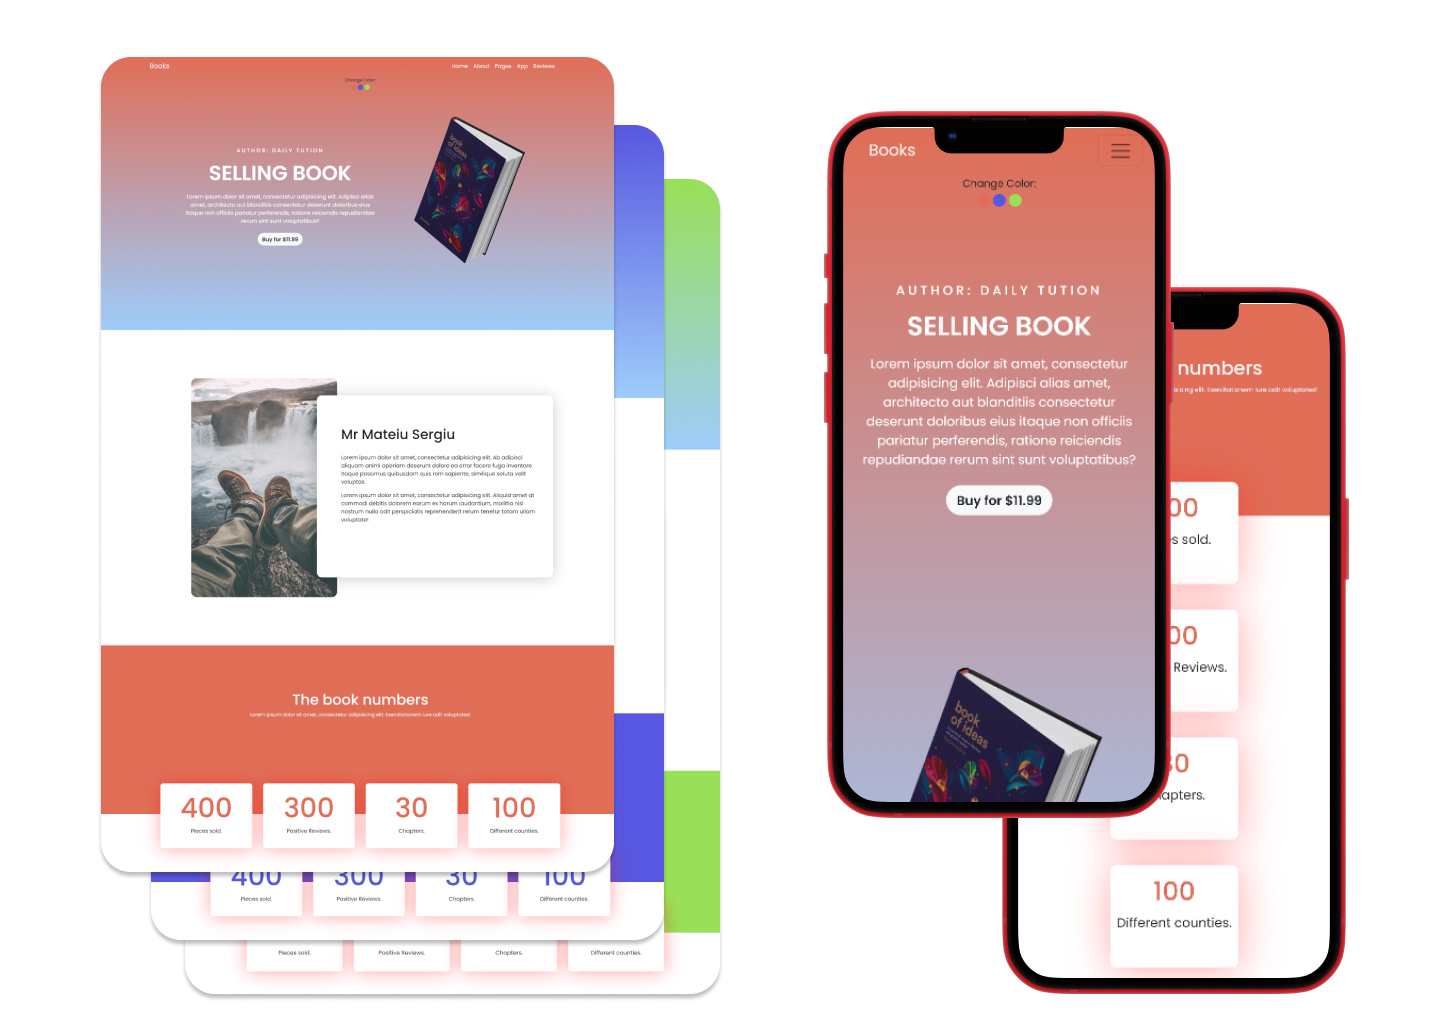 Books
Home About Pages App Reviews
Change Color:
AUTHOR: DAILY TUTION
SELLING BOOK
Lorem ipsum dolor sit amet, consectetur adipisicing elit. Adipisci alias
amet, architecto aut blanditiis consectetur deserunt doloribus eius
itaque non officiis pariatur perferendis, ratione reiciendis repudiandae
rerum sint sunt voluptatibus?
Buy for $11.99
book
of ideas
Mr Mateiu Sergiu
Lorem ipsum dolor sit amet, consectetur adipisicing elit. Ab adipisci
aliquam animi aperiam deserunt dolore ea error facere fuga inventore
itaque possimus quibusdam quis rem sapiente, similique soluta velit
voluptas.
Lorem ipsum dolor sit amet, consectetur adipisicing elit. Aliquid amet at
commodi debitis dolorem earum ex harum laudantium, mollitia nisi
nostrum nulla odit perspiciatis reprehenderit rerum tenetur totam ullam
voluptate!
The book numbers
Lorem ipsum dolor sit amet, consectetur adipisicing elit. Exercitationem iure odit voluptates!
400 300 30 100
Pieces sold. Positive Reviews. Chapters. Different counties.
400 300 30 100
Pieces sold. Positive Reviews. Chapters. Different counties.
Pieces sold. Positive Reviews. Chapters. Different counties.
Books
Change Color:
AUTHOR: DAILY TUTION
SELLING BOOK
Lorem ipsum dolor sit amet, consectetur
adipisicing elit. Adipisci alias amet,
architecto aut blanditiis consectetur
deserunt doloribus eius itaque non officiis
pariatur perferendis, ratione reiciendis
repudiandae rerum sint sunt voluptatibus?
Buy for $11.99
book
of ideas
numbers
elit. Exercitationem iure odit voluptates!
00
sold.
00
Reviews.
30
apters.
100
Different counties.